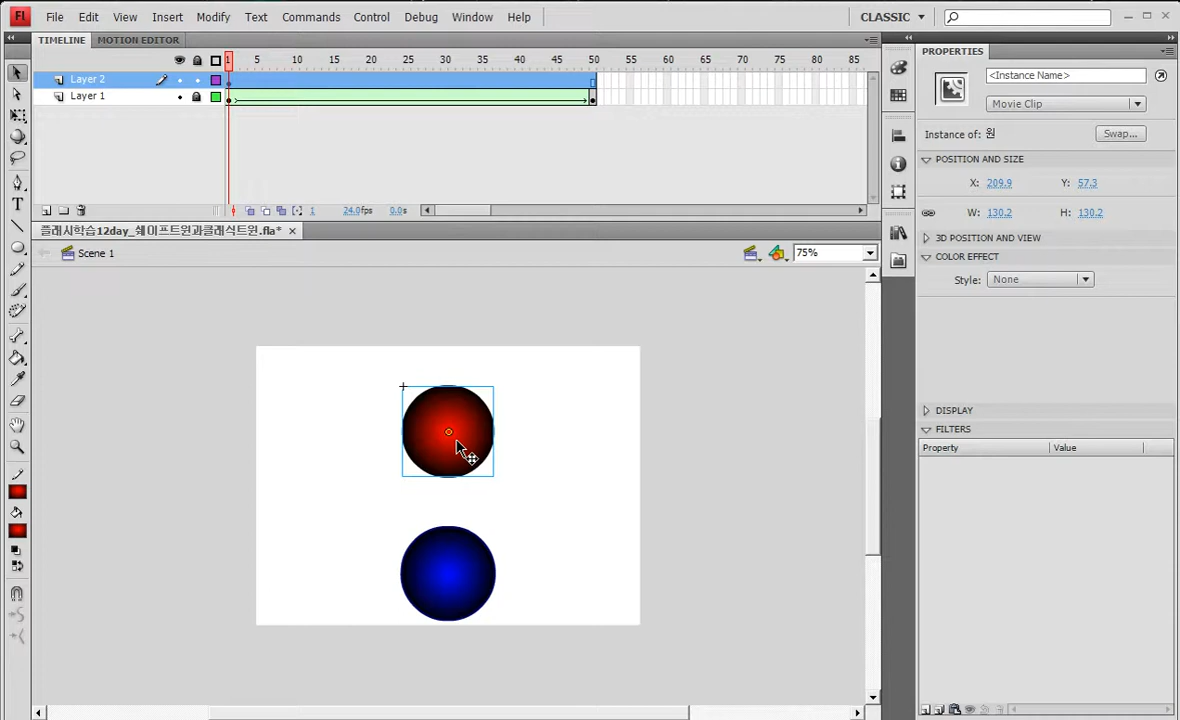 Fl File Edit View Insert Modify Text Commands Control Debug Window Help CLASSIC
TIMELINE MOTION EDITOR
1 5 10 15 20 25 30 35 40 45 50 55 60 65 70 75 80 85
Layer 2
Layer 1
1 24.0fps 0.0s
플래시학습12day_쉐이프트윈과클래식트윈.fla*
Scene 1 75%
PROPERTIES
<Instance Name>
Movie Clip
Instance of: 원 Swap...
POSITION AND SIZE
X: 209.9 Y: 57.3
W: 130.2 H: 130.2
3D POSITION AND VIEW
COLOR EFFECT
Style: None
DISPLAY
FILTERS
Property Value